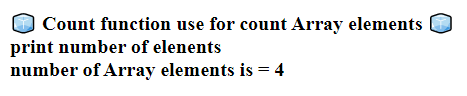 Count function use for count Array elements
print number of elenents
number of Array elements is = 4